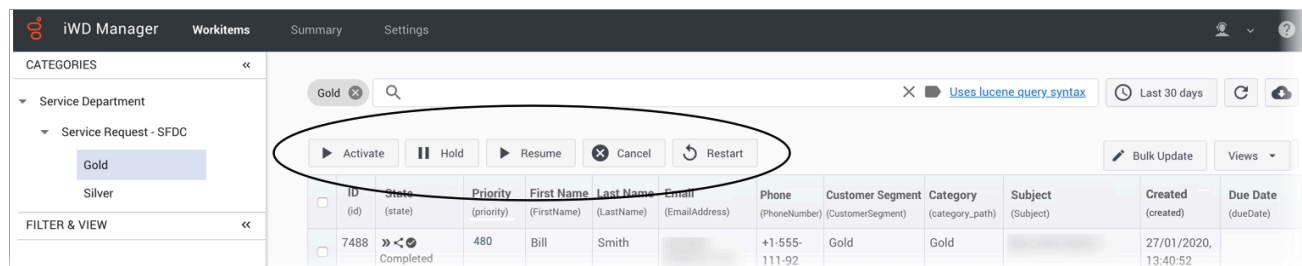 iWD Manager Workitems Summary Settings
CATEGORIES
Gold Uses lucene query syntax Last 30 days
Service Department
Service Request - SFDC
Activate Hold Resume Cancel Restart Bulk Update Views
Gold
Silver
ID State Priority First Name Last Name Email Phone Customer Segment Category Subject Created Due Date
(id) (state) (priority) (FirstName) (LastName) (EmailAddress) (PhoneNumber) (CustomerSegment) (category_path) (Subject) (created) (dueDate)
FILTER & VIEW
7488 480 Bill Smith +1-555- Gold Gold 27/01/2020,
Completed 111-92 13:40:52